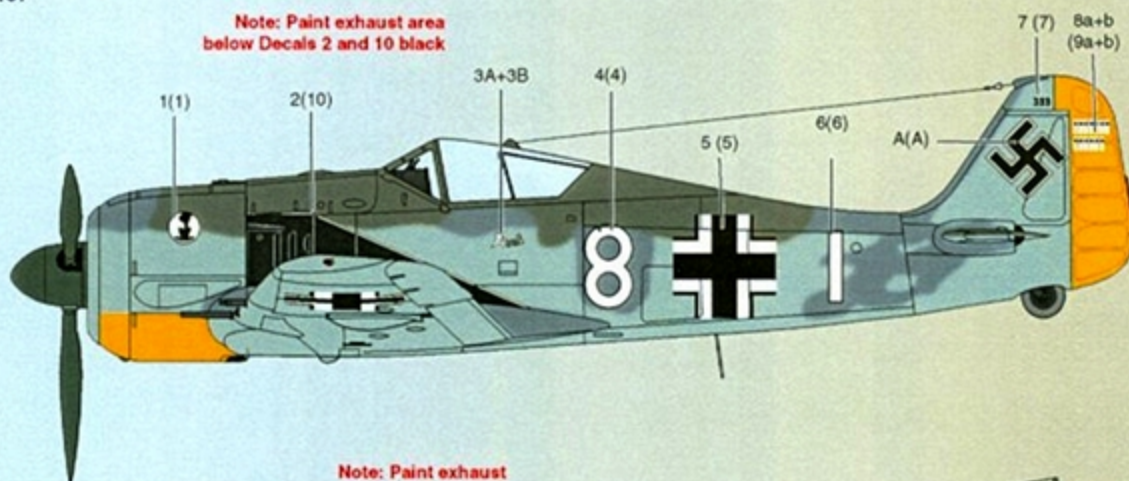 Note: Paint exhaust area
below Decals 2 and 10 black
7 (7)
8a+b
(9a+b)
1(1)
2(10)
3A+3B
4(4)
5 (5)
6(6)
A(A)
8
Note: Paint exhaust